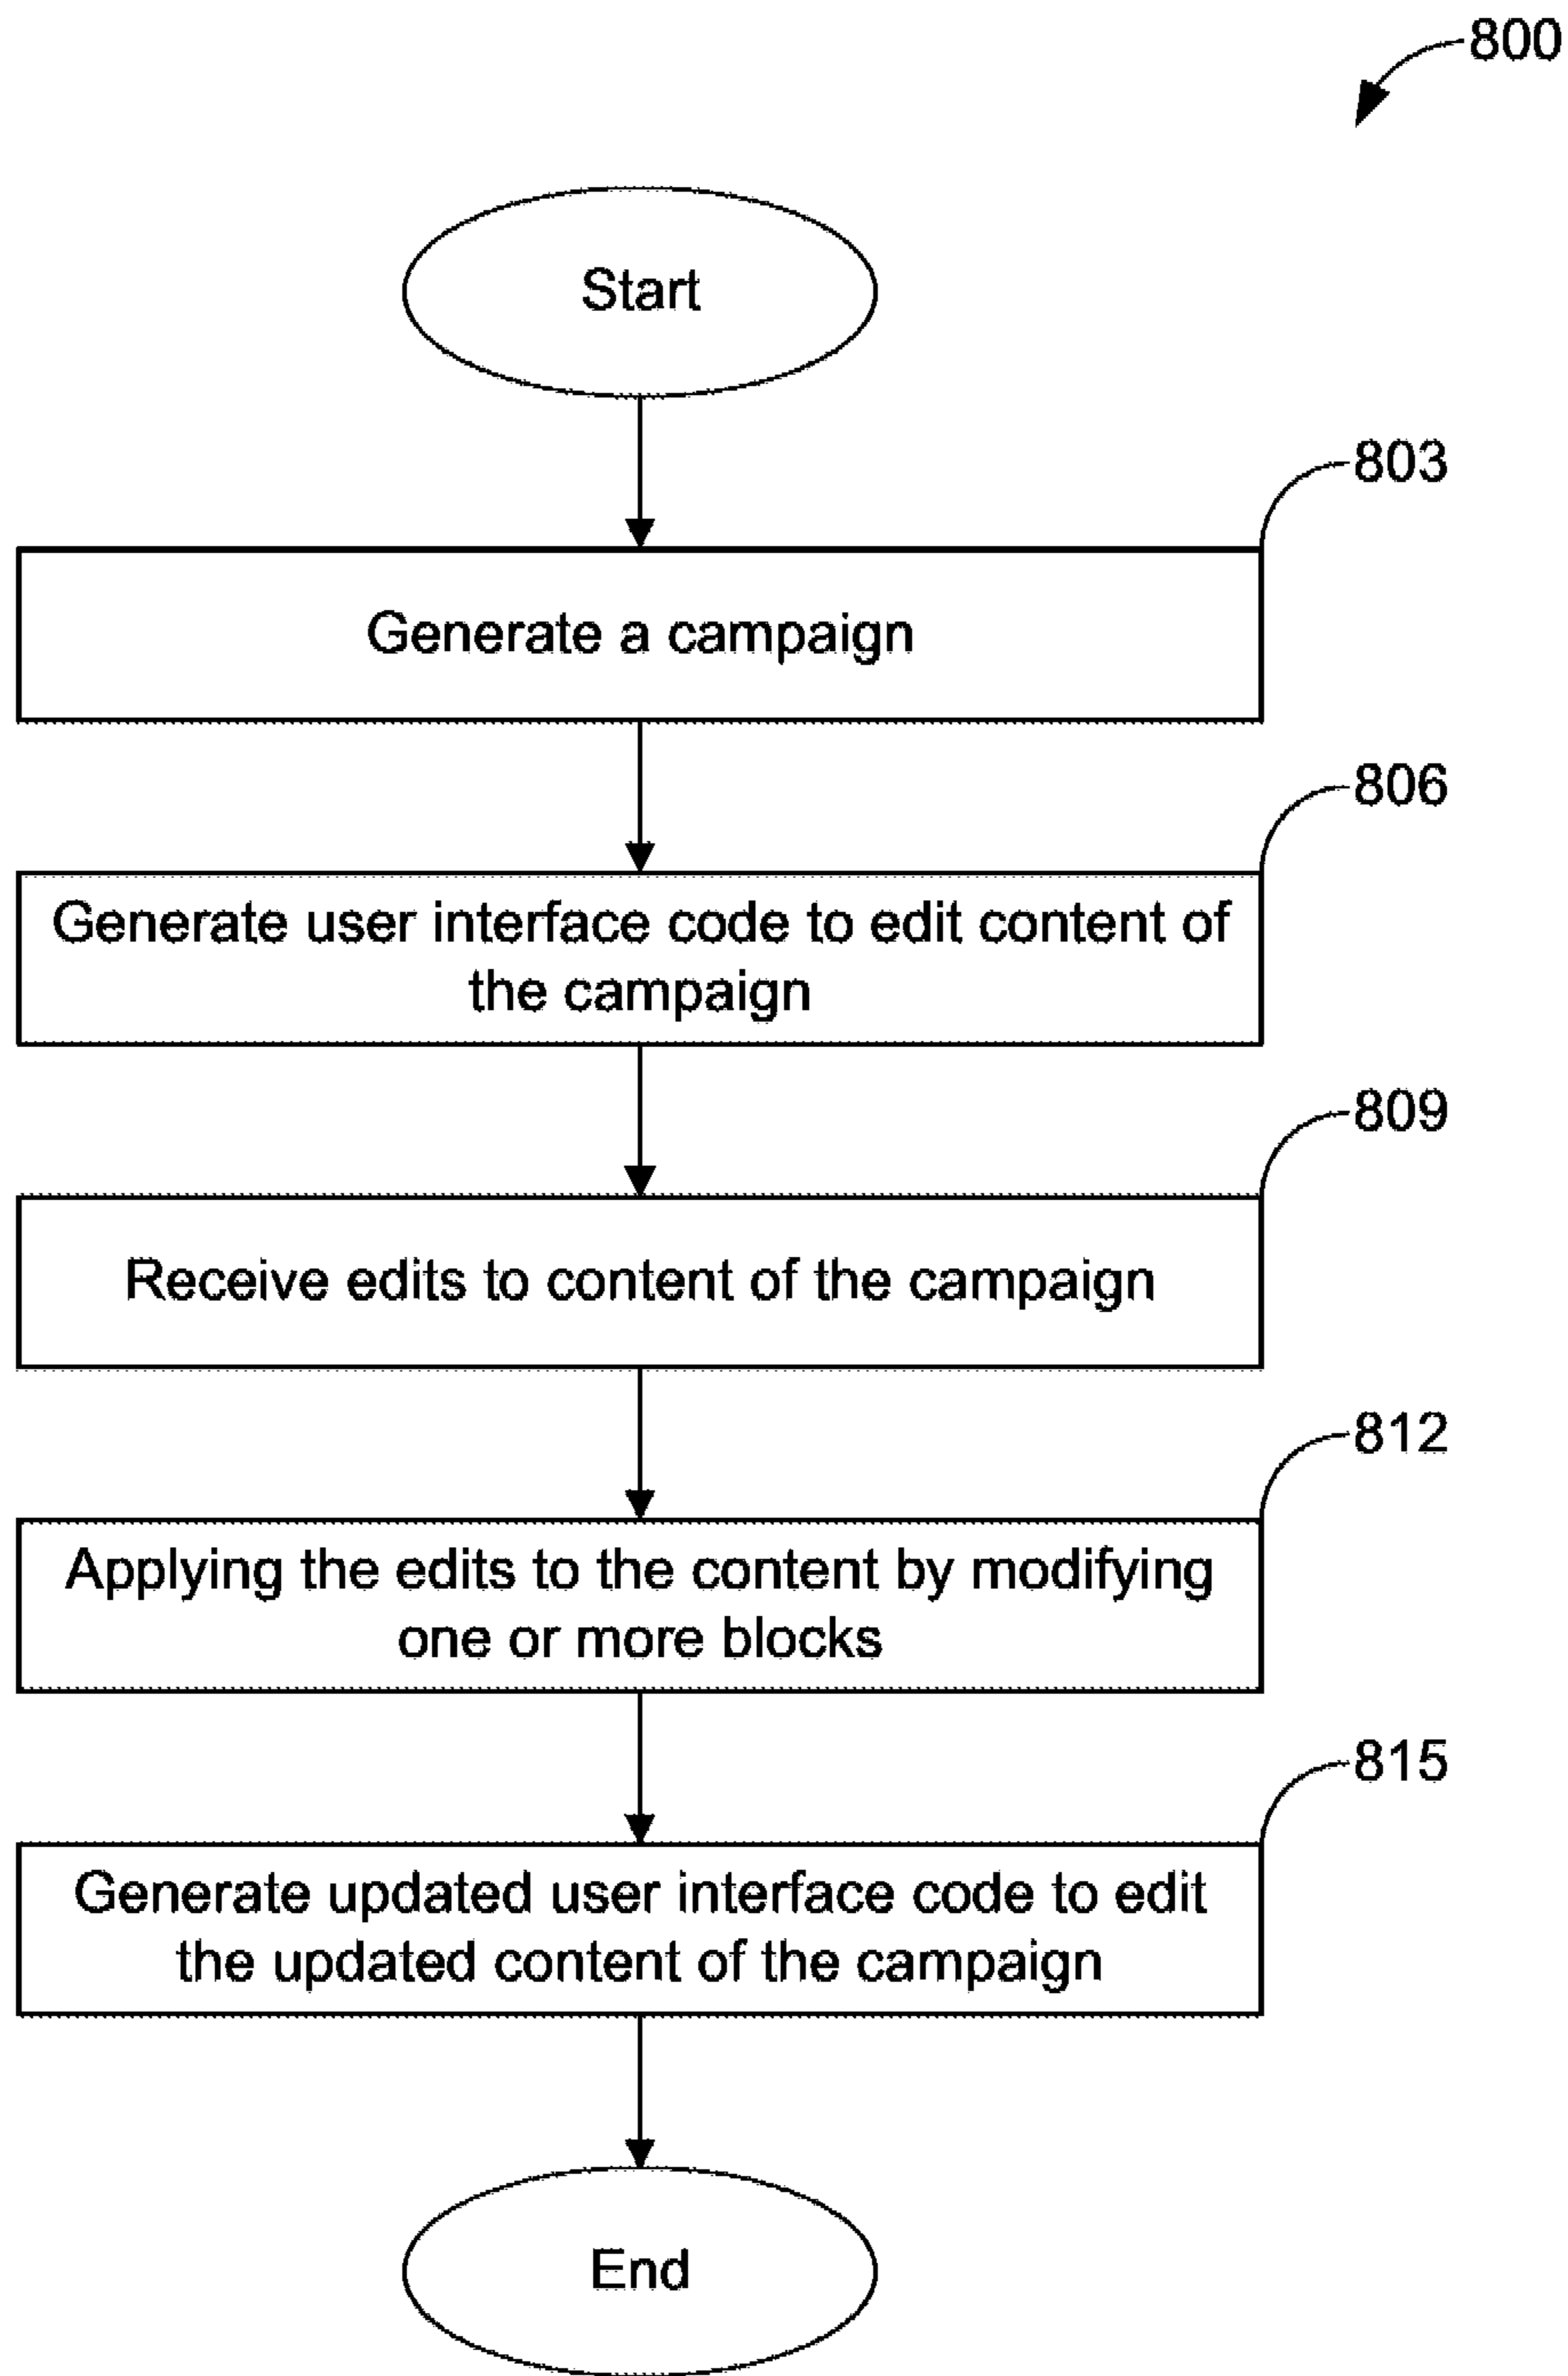 800
Start
803
Generate a campaign
806
Generate user interface code to edit content of
the campaign
809
Receive edits to content of the campaign
812
Applying the edits to the content by modifying
one or more blocks
815
Generate updated user interface code to edit
the updated content of the campaign
End